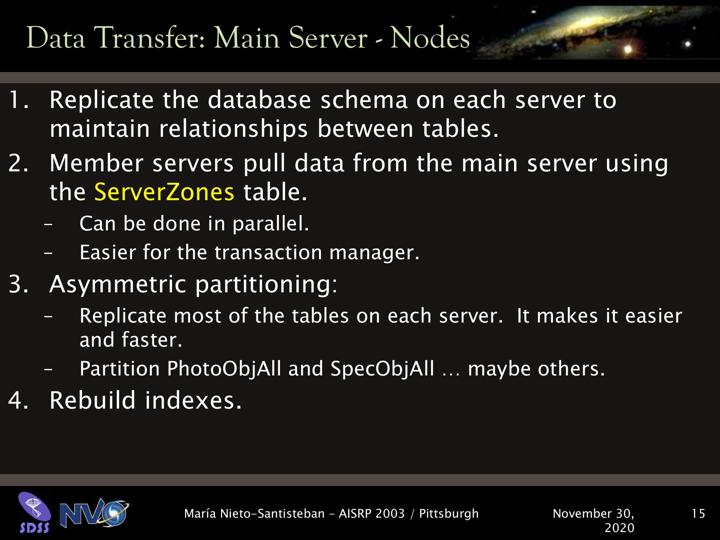 Data Transfer: Main Server - Nodes
1. Replicate the database schema on each server to
maintain relationships between tables.
2. Member servers pull data from the main server using
the ServerZones table.
– Can be done in parallel.
– Easier for the transaction manager.
3. Asymmetric partitioning:
– Replicate most of the tables on each server.  It makes it easier
and faster.
– Partition PhotoObjAll and SpecObjAll … maybe others.
4. Rebuild indexes.
SDSS
NVO
María Nieto-Santisteban – AISRP 2003 / Pittsburgh
November 30,
2020
15